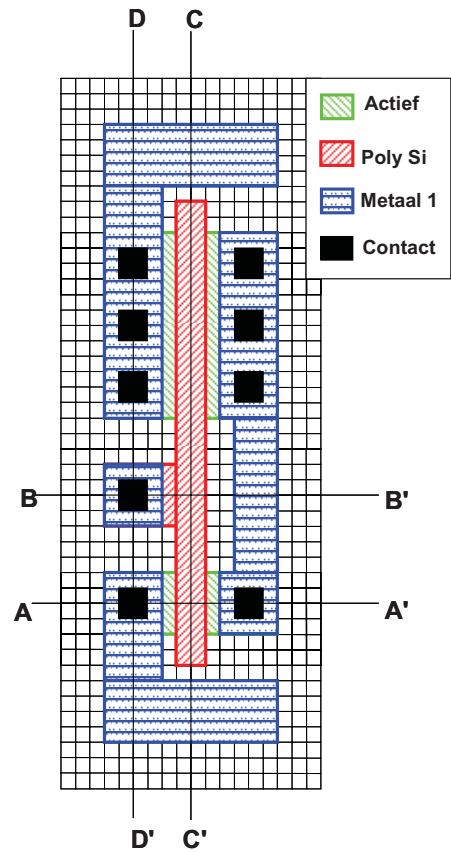 D C
Actief
Poly Si
Metaal 1
Contact
B B'
A A'
D' C'